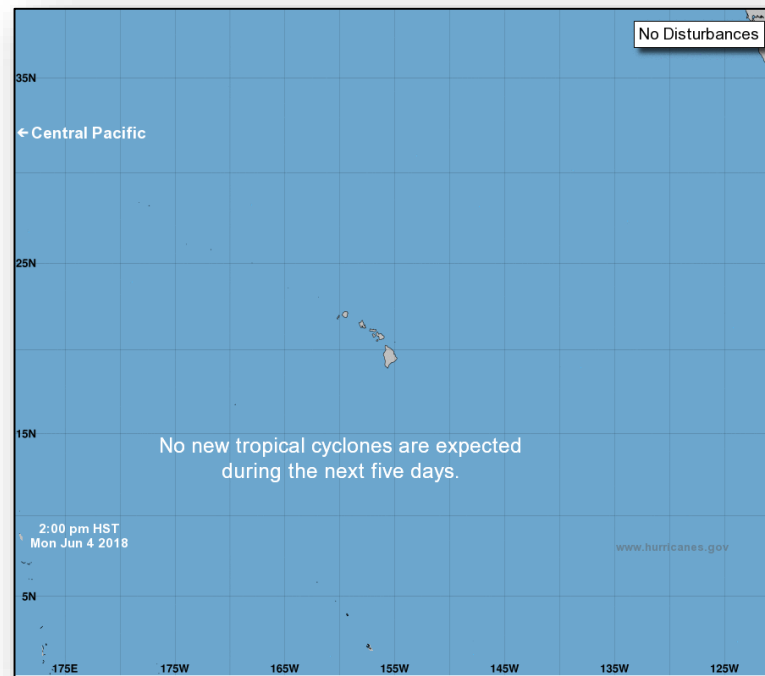 No Disturbances
35N
←Central Pacific
25N
15N
No new tropical cyclones are expected
during the next five days.
2:00 pm HST
Mon Jun 4 2018
www.hurricanes.gov
5N
175E
175W
165W
155W
145W
135W
125W